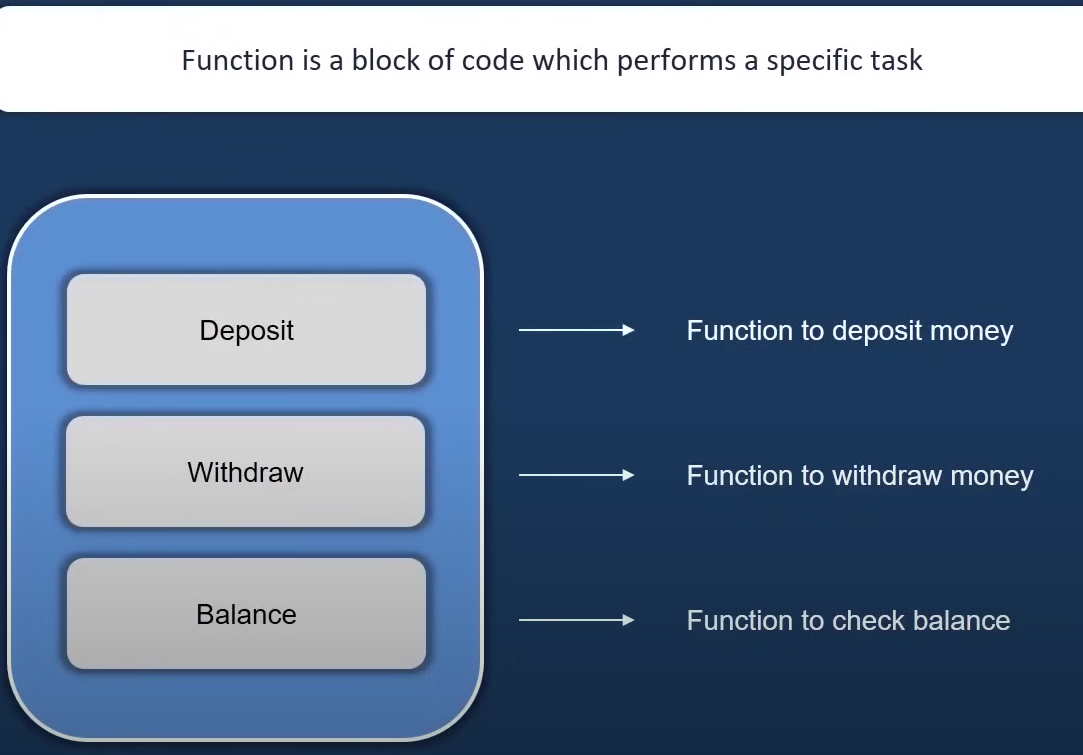 Function is a block of code which performs a specific task
Deposit
Function to deposit money
Withdraw
Function to withdraw money
Balance
Function to check balance